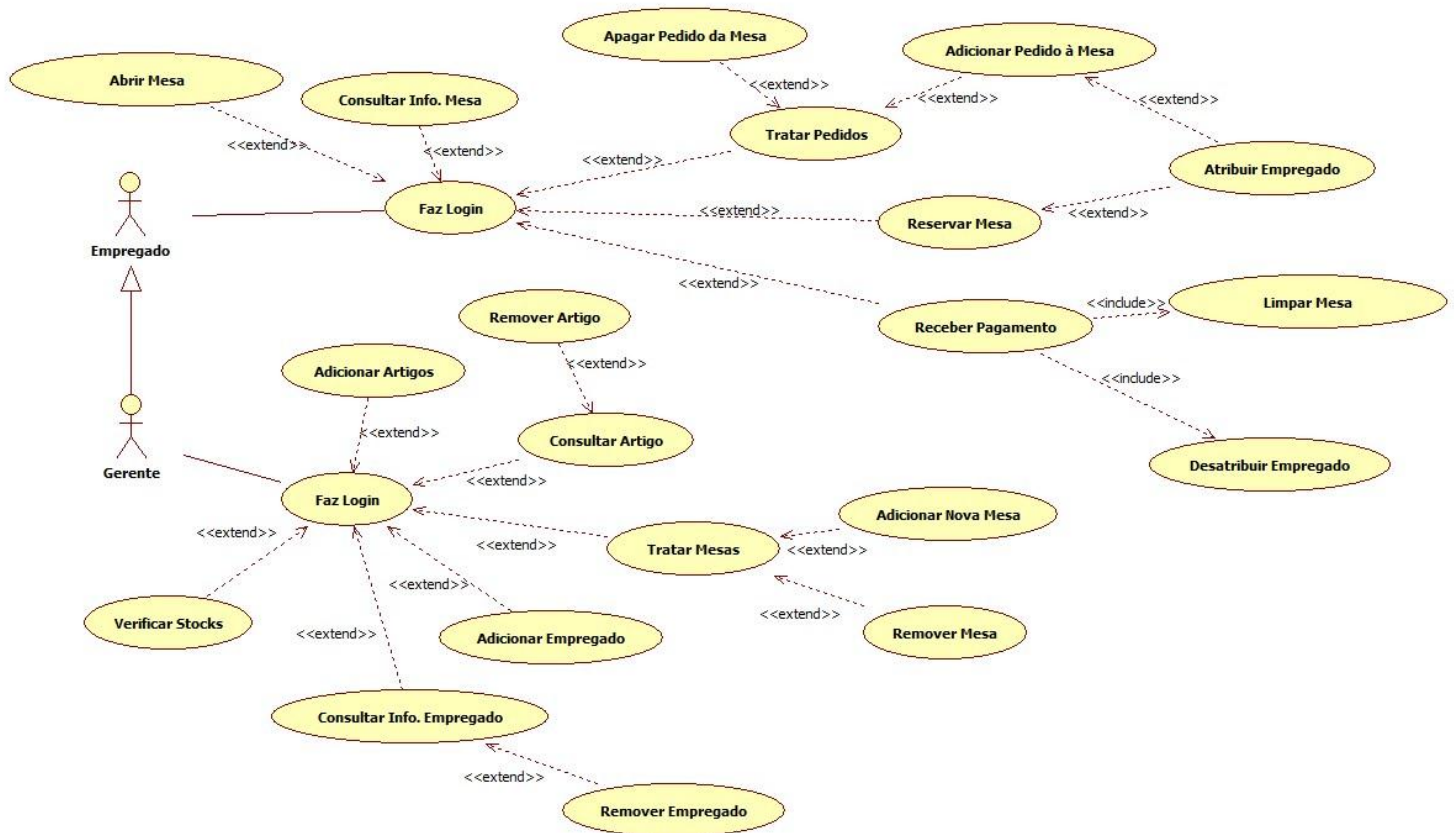 Apagar Pedido da Mesa
Adicionar Pedido à Mesa
Abrir Mesa
Consultar Info. Mesa
<<extend>>
<<extend>>
<<extend>>
Tratar Pedidos
<<extend>>
<<extend>>
<<extend>>
<<extend>>
Atribuir Empregado
Faz Login
<<extend>>
<<extend>>
Reservar Mesa
Empregado
<<extend>>
<<include>>
Limpar Mesa
Remover Artigo
Receber Pagamento
<<extend>>
Adicionar Artigos
<<include>>
<<extend>>
Consultar Artigo
Gerente
Desatribuir Empregado
<<extend>>
Faz Login
Adicionar Nova Mesa
<<extend>>
<<extend>>
Tratar Mesas
<<extend>>
<<extend>>
<<extend>>
Verificar Stocks
<<extend>>
Adicionar Empregado
Remover Mesa
Consultar Info. Empregado
<<extend>>
Remover Empregado